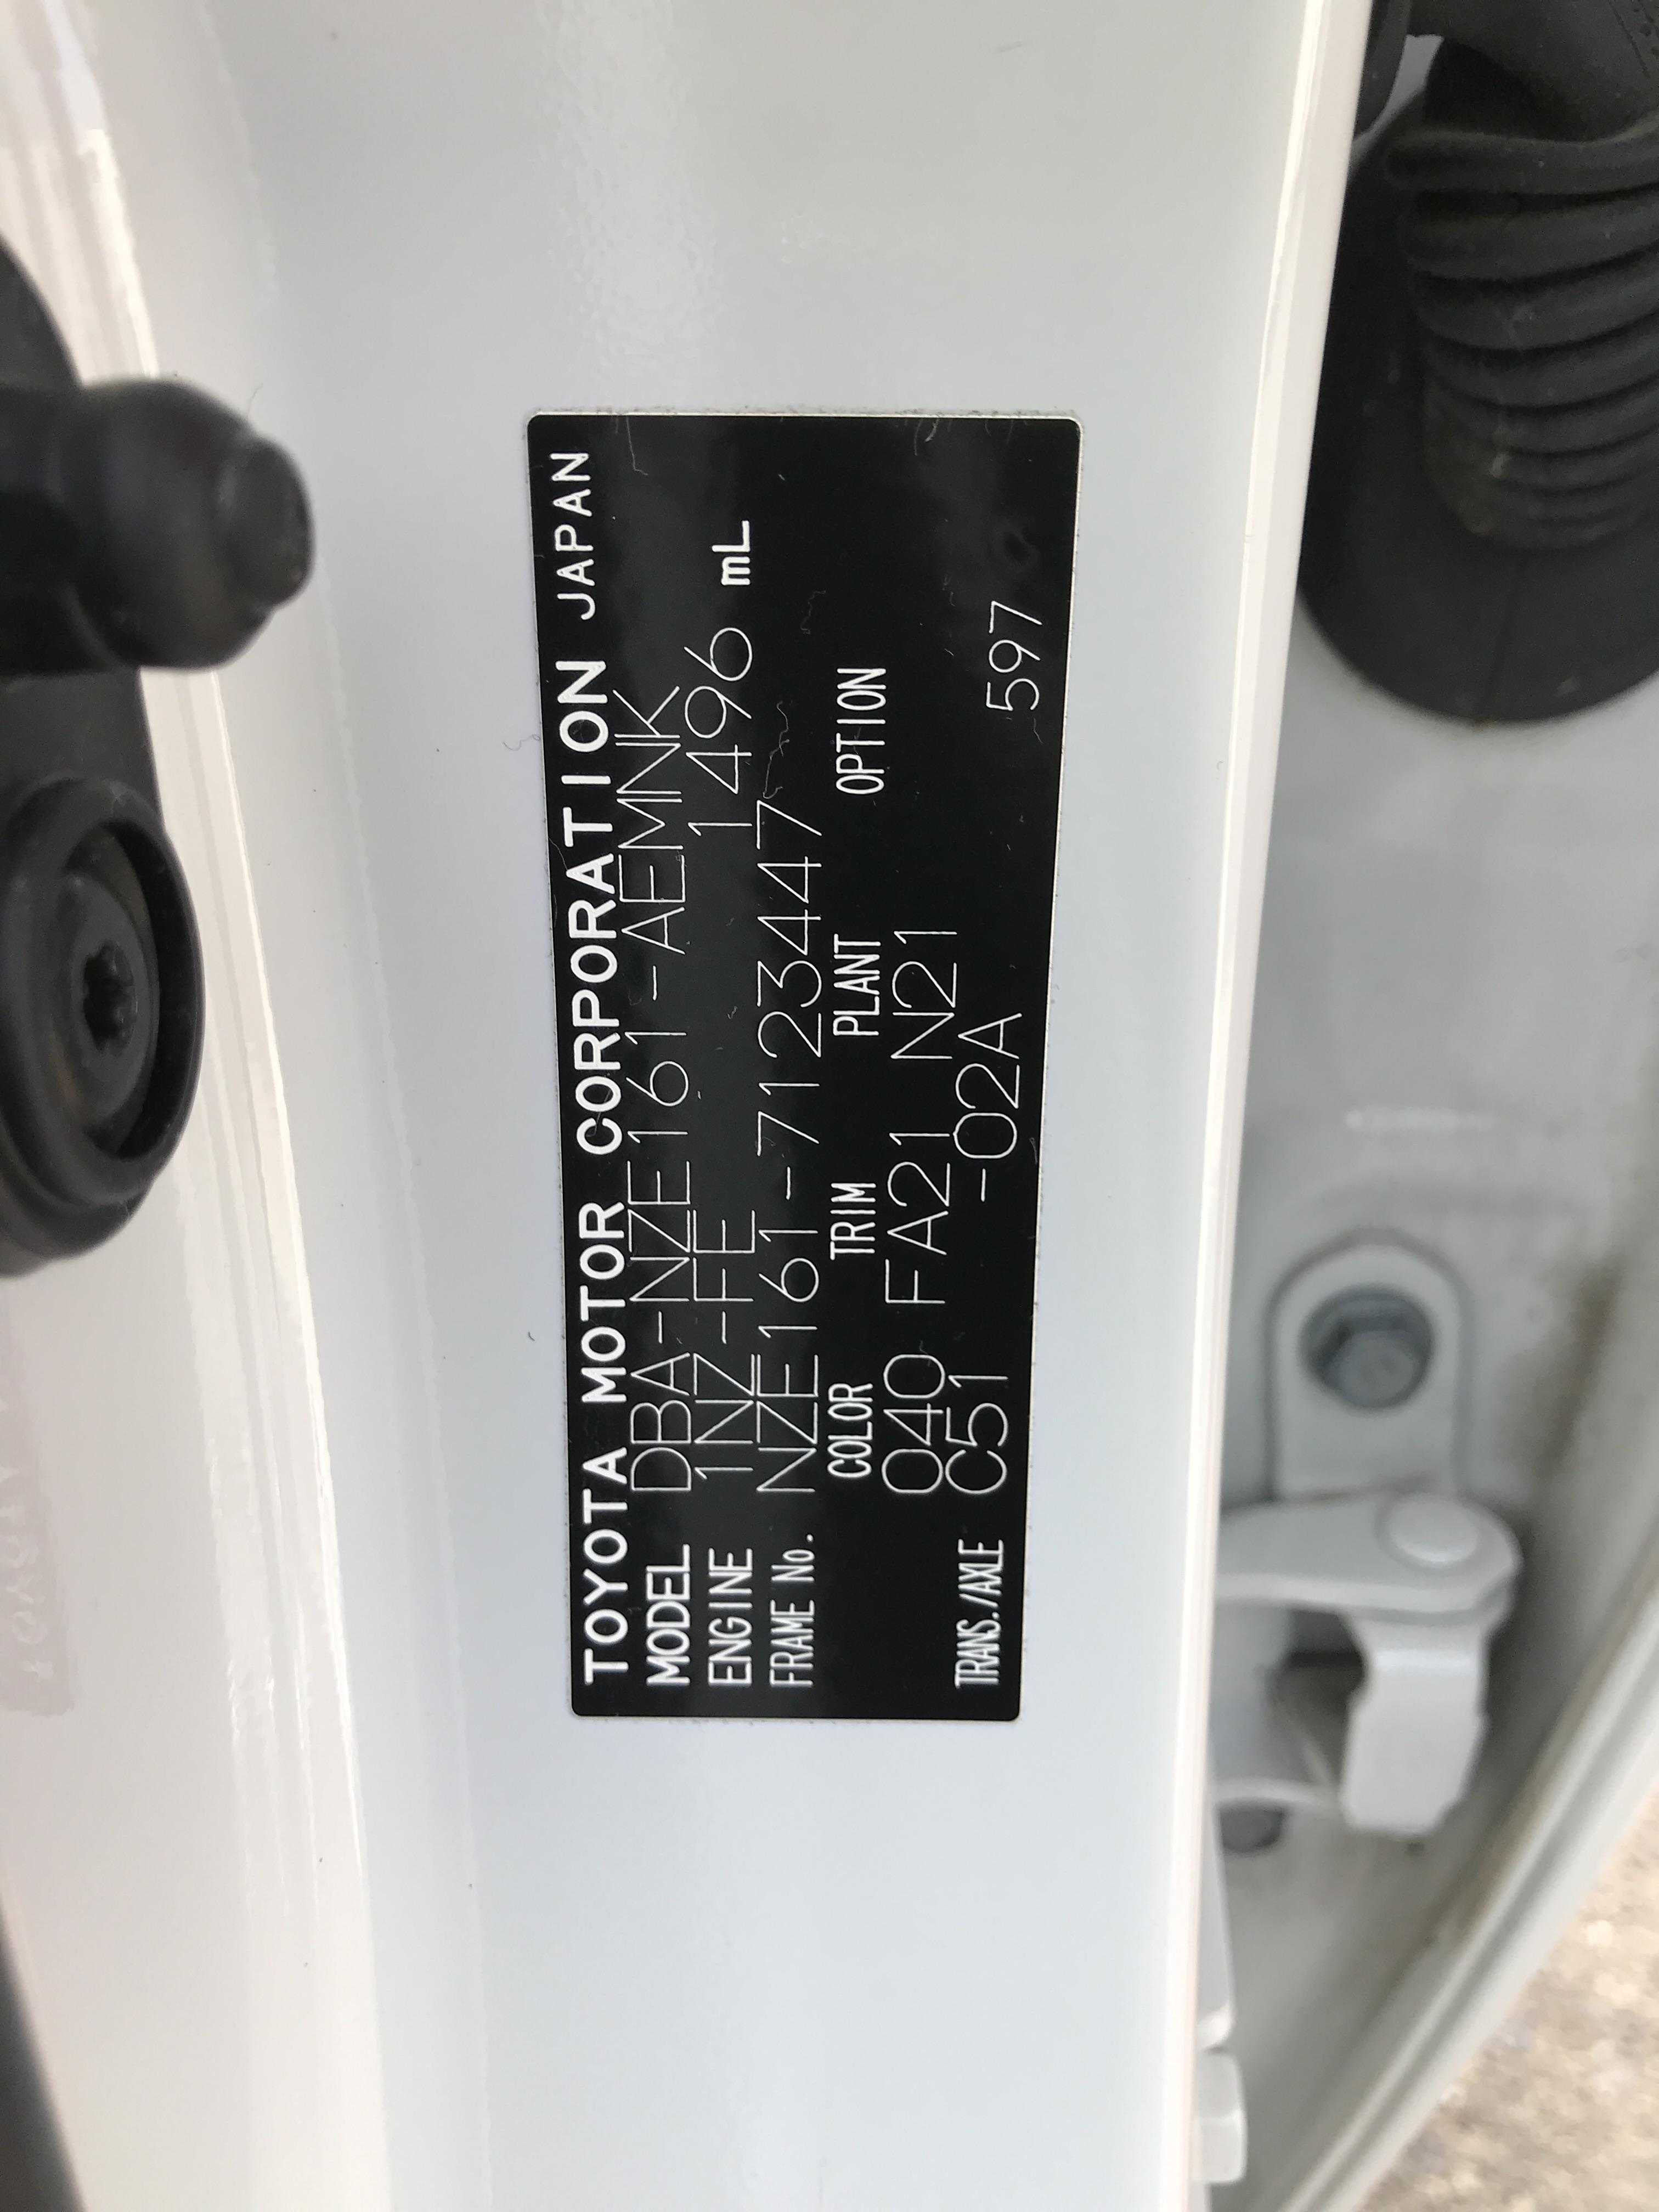 TOYOTA MOTOR CORPORATION JAPAN
MODEL DBA-NZE161-AEMNK
ENGINE 1NZ-FE 1496 mL
FRAME No. NZE161-7123447
COLOR TRIM PLANT OPTION
040 FA21 N21
TRANS./AXLE C51 -02A 597